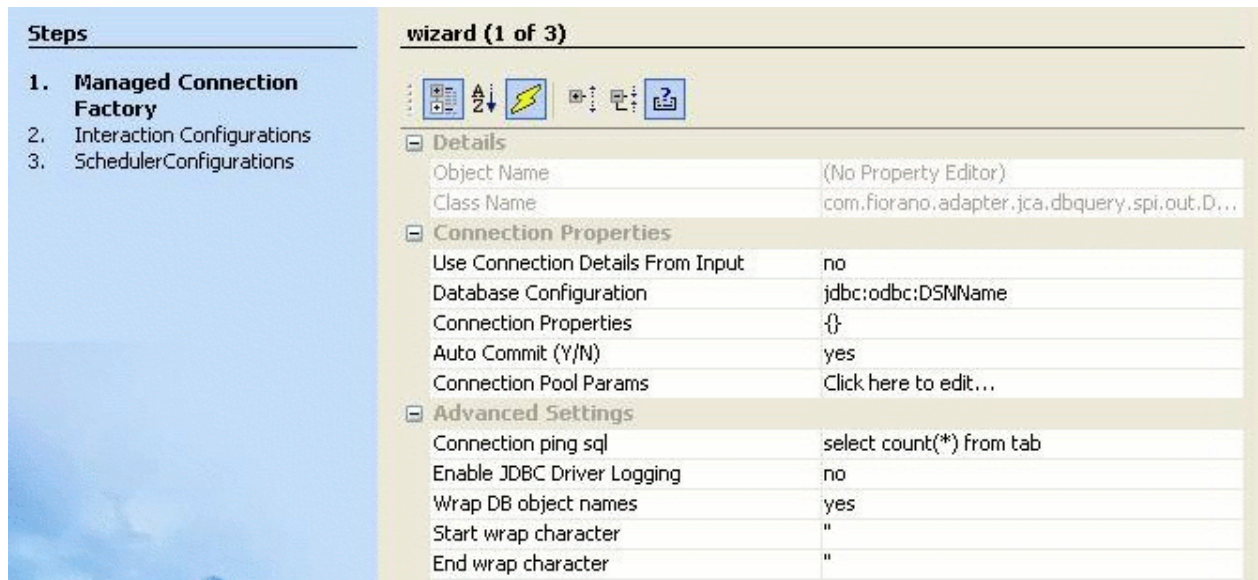 Steps
1. Managed Connection
Factory
2. Interaction Configurations
3. SchedulerConfigurations
wizard (1 of 3)
Details
Object Name (No Property Editor)
Class Name com.fiorano.adapter.jca.dbquery.spi.out.D...
Connection Properties
Use Connection Details From Input no
Database Configuration jdbc:odbc:DSNName
Connection Properties {}
Auto Commit (Y/N) yes
Connection Pool Params Click here to edit...
Advanced Settings
Connection ping sql select count(*) from tab
Enable JDBC Driver Logging no
Wrap DB object names yes
Start wrap character "
End wrap character "